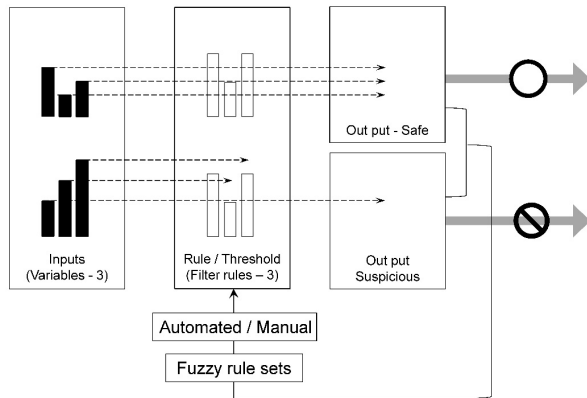 Inputs
(Variables - 3)
Rule / Threshold
(Filter rules – 3)
Out put - Safe
Out put
Suspicious
Automated / Manual
Fuzzy rule sets